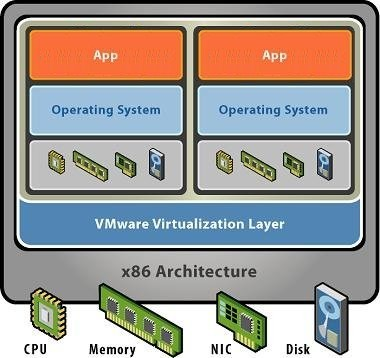 App
App
Operating System
Operating System
VMware Virtualization Layer
x86 Architecture
CPU
Memory
NIC
Disk